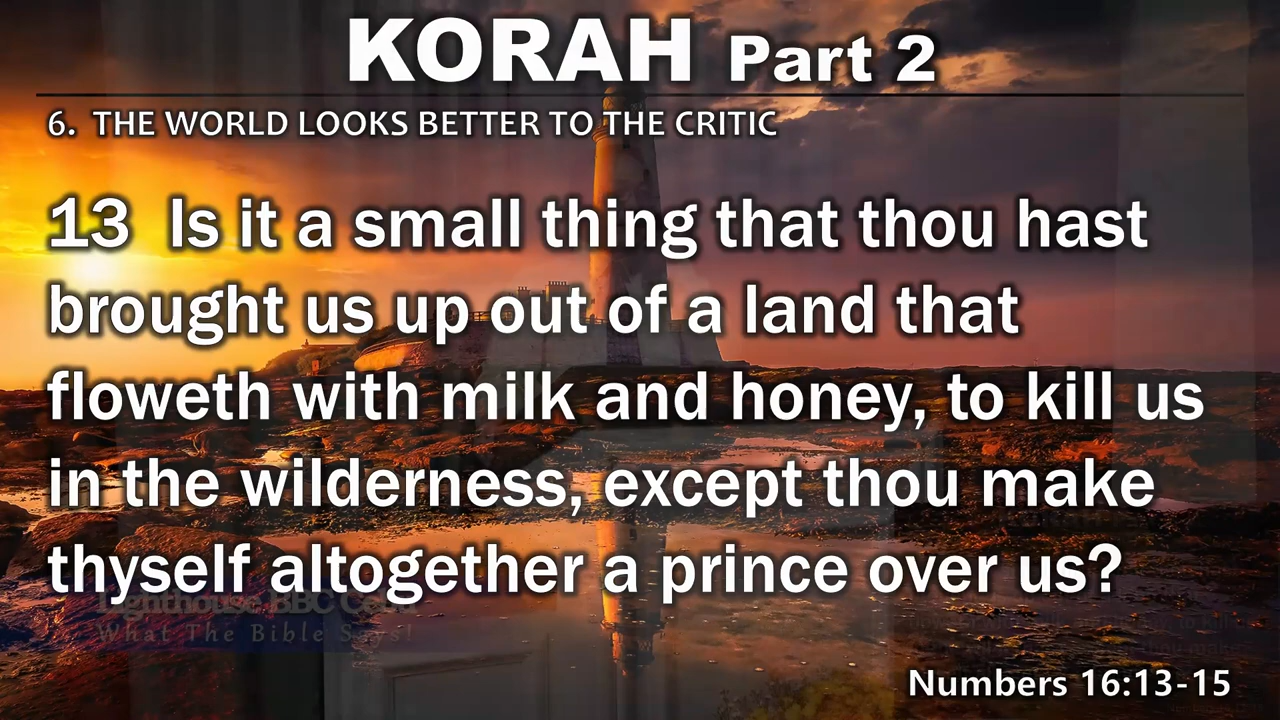 KORAH Part 2
6. THE WORLD LOOKS BETTER TO THE CRITIC
13 Is it a small thing that thou hast
brought us up out of a land that
floweth with milk and honey, to kill us
in the wilderness, except thou make
thyself altogether a prince over us?
Lighthouse BBC
What The Bible Says!
Numbers 16:13-15